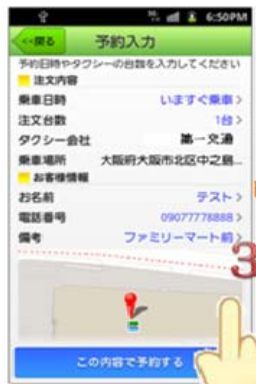 6:50PM
<<戻る 予約入力
予約日時やタクシーの台数を入力してください
注文内容
乗車日時 いますぐ乗車 >
注文台数 1台 >
タクシー会社 第一交通
乗車場所 大阪府大阪市北区中之島...
お客様情報
お名前 テスト >
電話番号 09077778888 >
備考 ファミリーマート前 >
3
この内容で予約する